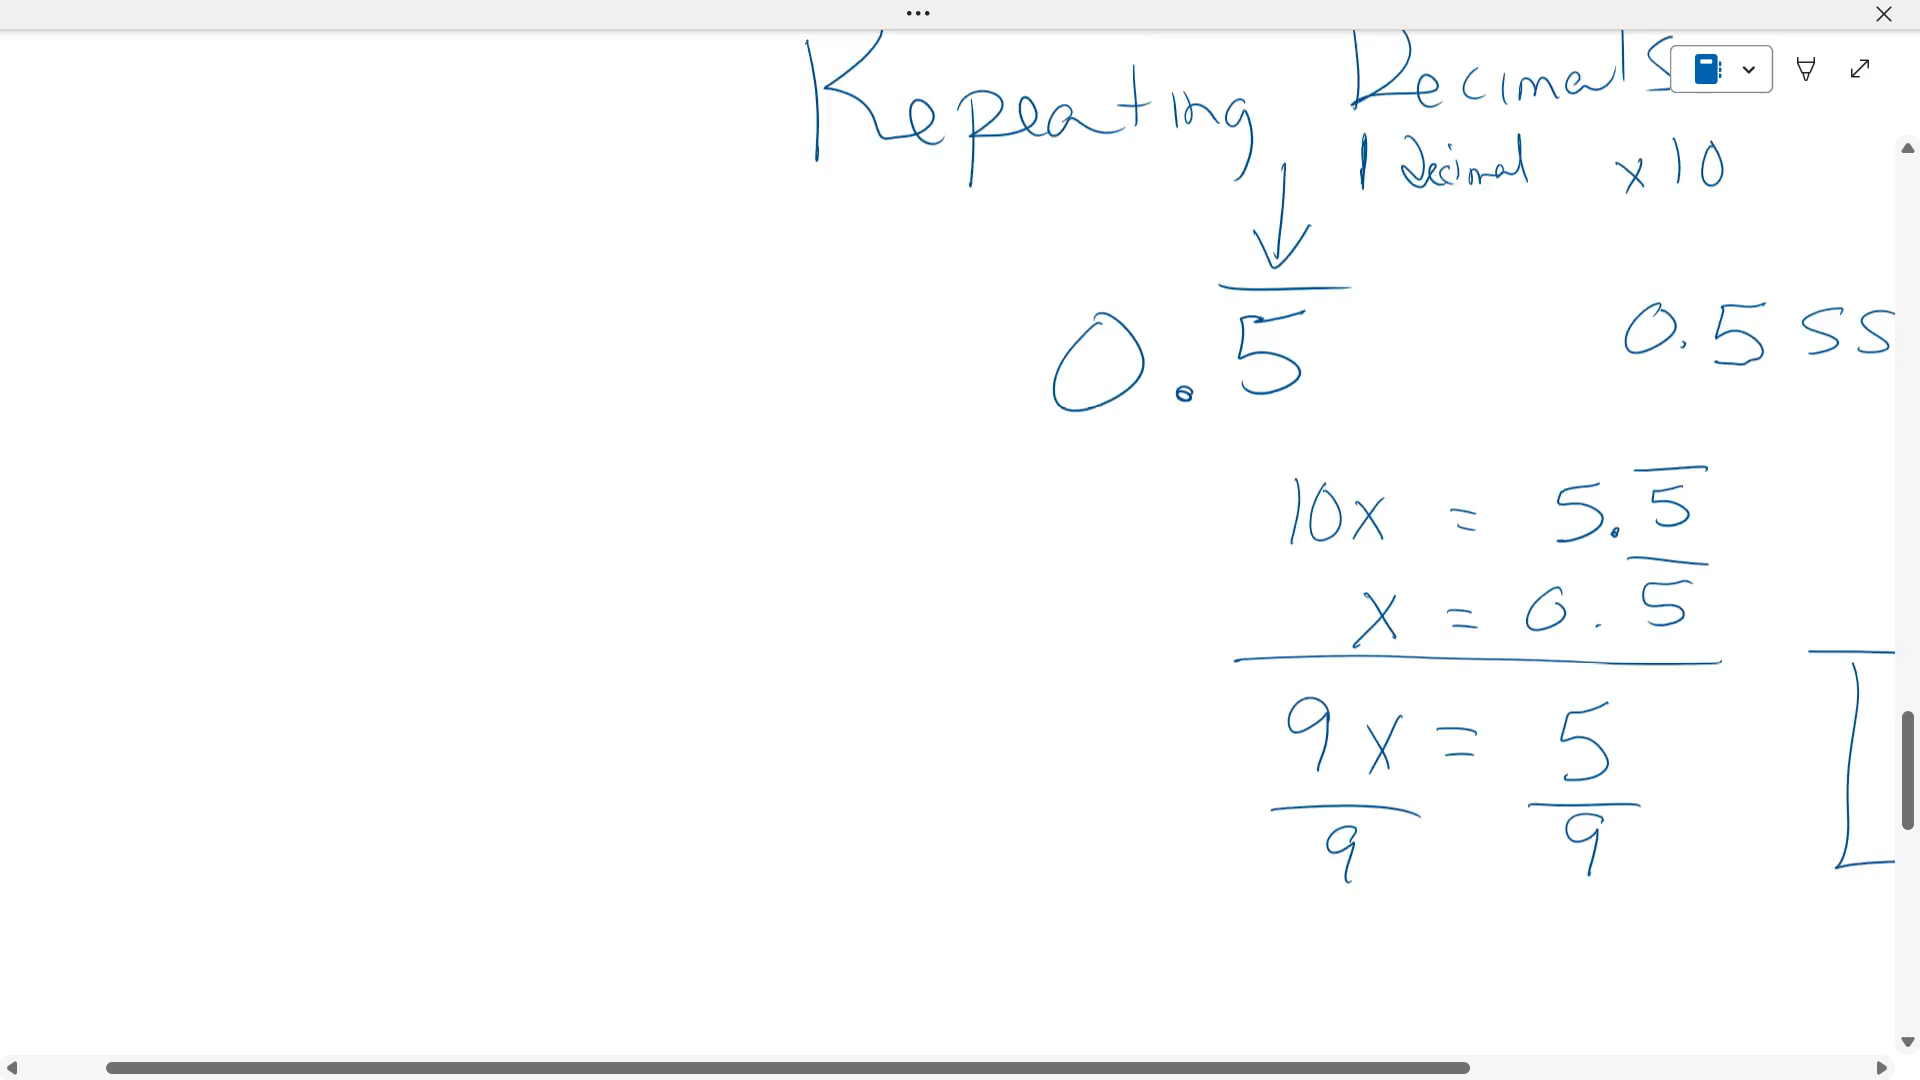 Repeating Decimals
1 Decimal x10
0.5̅
0.555
10x = 5.5̅
x = 0.5̅
9x = 5
9 9